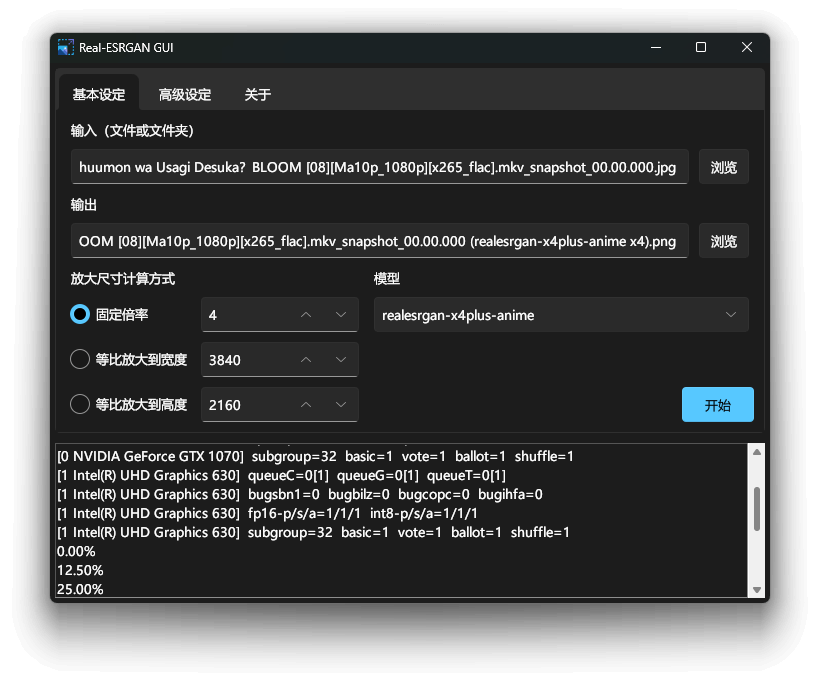 Real-ESRGAN GUI
基本设定 高级设定 关于
输入（文件或文件夹）
huumon wa Usagi Desuka? BLOOM [08][Ma10p_1080p][x265_flac].mkv_snapshot_00.00.000.jpg 浏览
输出
OOM [08][Ma10p_1080p][x265_flac].mkv_snapshot_00.00.000 (realesrgan-x4plus-anime x4).png 浏览
放大尺寸计算方式 模型
固定倍率 4 realesrgan-x4plus-anime
等比放大到宽度 3840
等比放大到高度 2160 开始
[0 NVIDIA GeForce GTX 1070] subgroup=32 basic=1 vote=1 ballot=1 shuffle=1
[1 Intel(R) UHD Graphics 630] queueC=0[1] queueG=0[1] queueT=0[1]
[1 Intel(R) UHD Graphics 630] bugsbn1=0 bugbilz=0 bugcopc=0 bugihfa=0
[1 Intel(R) UHD Graphics 630] fp16-p/s/a=1/1/1 int8-p/s/a=1/1/1
[1 Intel(R) UHD Graphics 630] subgroup=32 basic=1 vote=1 ballot=1 shuffle=1
0.00%
12.50%
25.00%